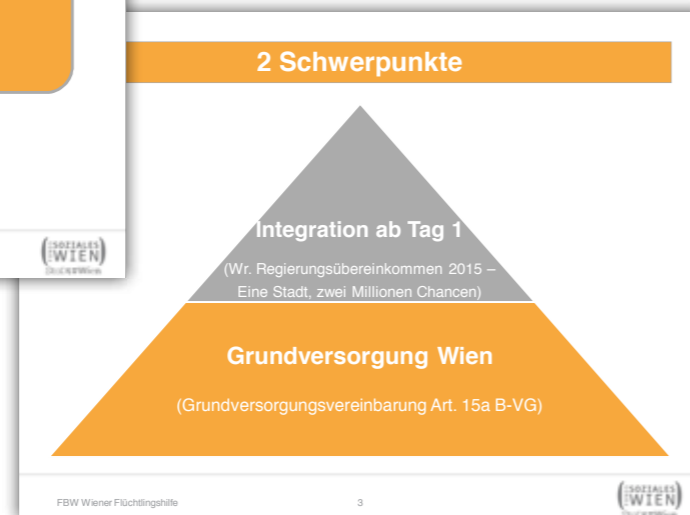 2 Schwerpunkte
Integration ab Tag 1
(Wr. Regierungsübereinkommen 2015 –
Eine Stadt, zwei Millionen Chancen)
Grundversorgung Wien
(Grundversorgungsvereinbarung Art. 15a B-VG)
SOZIALES
WIEN
FBW Wiener Flüchtlingshilfe
3
SOZIALES
WIEN